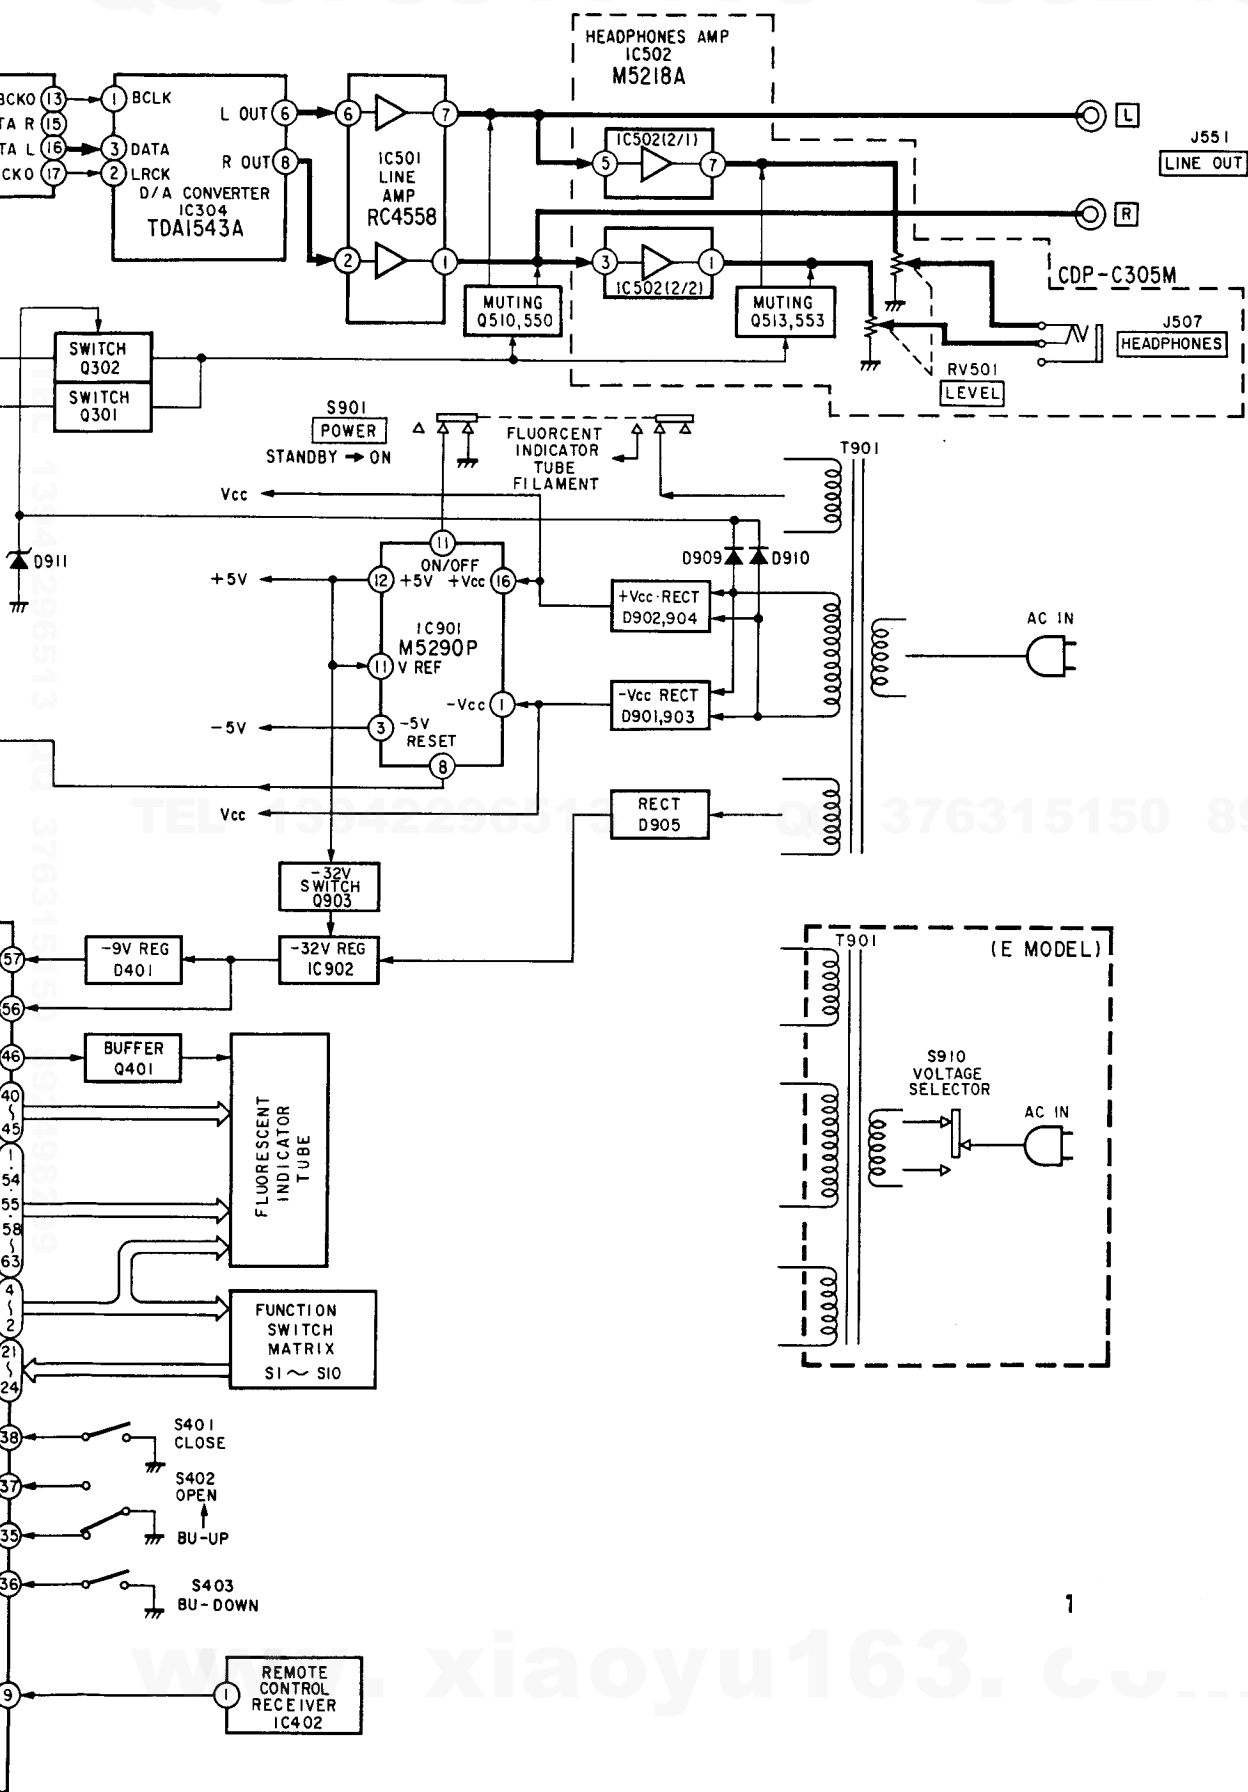 HEADPHONES AMP
IC502
M5218A
BCKO 13
1 BCLK
TA R 15
TA L 16
3 DATA
CKO 17
2 LRCK
L OUT 6
R OUT 8
D/A CONVERTER
IC304
TDA1543A
6
7
IC501
LINE
AMP
RC4558
2
1
IC502(2/1)
5
7
3
1
IC502(2/2)
L
J551
LINE OUT
R
CDP-C305M
MUTING
Q510,550
MUTING
Q513,553
J507
HEADPHONES
RV501
LEVEL
SWITCH
Q302
SWITCH
Q301
S901
POWER
STANDBY → ON
FLUORCENT
INDICATOR
TUBE
FILAMENT
T901
Vcc
D911
11
ON/OFF
+5V
12 +5V
+Vcc 16
IC901
M5290P
11 V REF
-Vcc 1
-5V
3 -5V
RESET
8
Vcc
D909
D910
+Vcc·RECT
D902,904
-Vcc RECT
D901,903
RECT
D905
AC IN
TEL 13942296513
QQ 376315150 89
-32V
SWITCH
Q903
-9V REG
D401
-32V REG
IC902
57
56
46
BUFFER
Q401
40
45
1
54
55
58
63
4
2
21
24
FLUORESCENT
INDICATOR
TUBE
FUNCTION
SWITCH
MATRIX
S1～S10
T901
(E MODEL)
S910
VOLTAGE
SELECTOR
AC IN
38
S401
CLOSE
37
S402
OPEN
35
BU-UP
36
S403
BU-DOWN
1
www.xiaoyu163.co
9
1
REMOTE
CONTROL
RECEIVER
IC402